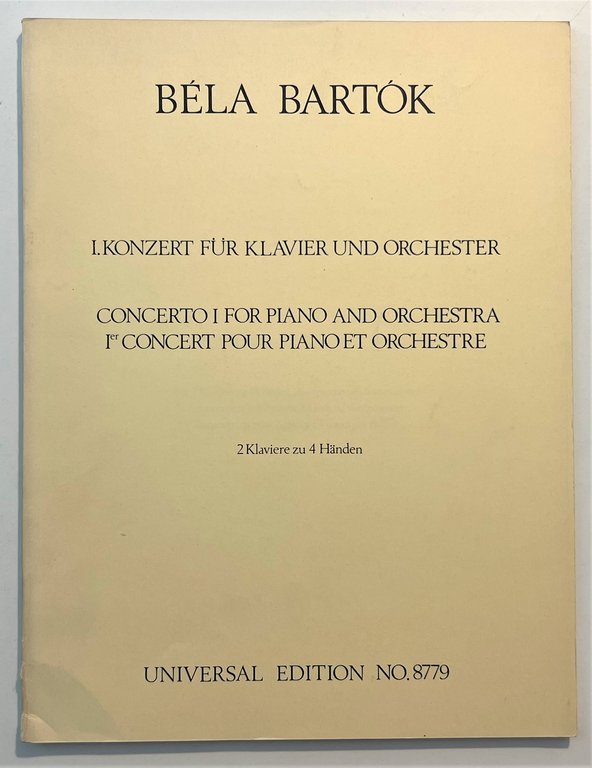 BÉLA BARTÓK
I. KONZERT FÜR KLAVIER UND ORCHESTER
CONCERTO I FOR PIANO AND ORCHESTRA
Ier CONCERT POUR PIANO ET ORCHESTRE
2 Klaviere zu 4 Händen
UNIVERSAL EDITION NO. 8779